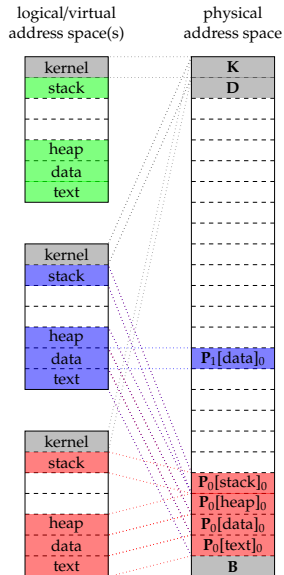 logical/virtual
address space(s)
kernel
stack
heap
data
text
kernel
stack
heap
data
text
kernel
stack
heap
data
text
physical
address space
K
D
P₁[data]₀
P₀[stack]₀
P₀[heap]₀
P₀[data]₀
P₀[text]₀
B